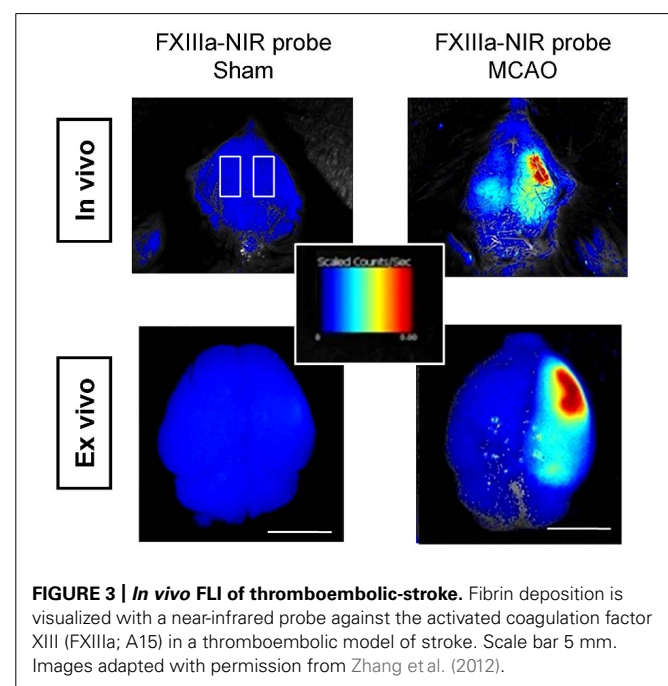 FXIIIa-NIR probe
Sham
FXIIIa-NIR probe
MCAO
In vivo
Scaled Counts/Sec
0
Ex vivo
FIGURE 3 | In vivo FLI of thromboembolic-stroke. Fibrin deposition is
visualized with a near-infrared probe against the activated coagulation factor
XIII (FXIIIa; A15) in a thromboembolic model of stroke. Scale bar 5 mm.
Images adapted with permission from Zhang et al. (2012).